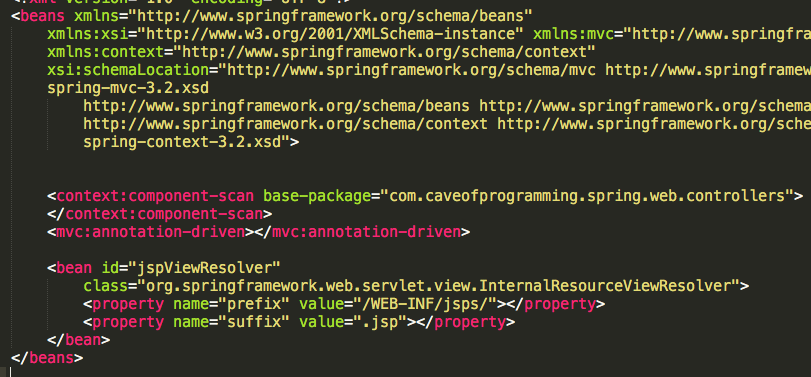 <?xml version="1.0" encoding="UTF-8"?>
<beans xmlns="http://www.springframework.org/schema/beans"
xmlns:xsi="http://www.w3.org/2001/XMLSchema-instance" xmlns:mvc="http://www.springfra
xmlns:context="http://www.springframework.org/schema/context"
xsi:schemaLocation="http://www.springframework.org/schema/mvc http://www.springframew
spring-mvc-3.2.xsd
http://www.springframework.org/schema/beans http://www.springframework.org/schema
http://www.springframework.org/schema/context http://www.springframework.org/sche
spring-context-3.2.xsd">
<context:component-scan base-package="com.caveofprogramming.spring.web.controllers">
</context:component-scan>
<mvc:annotation-driven></mvc:annotation-driven>
<bean id="jspViewResolver"
class="org.springframework.web.servlet.view.InternalResourceViewResolver">
<property name="prefix" value="/WEB-INF/jsps/"></property>
<property name="suffix" value=".jsp"></property>
</bean>
</beans>